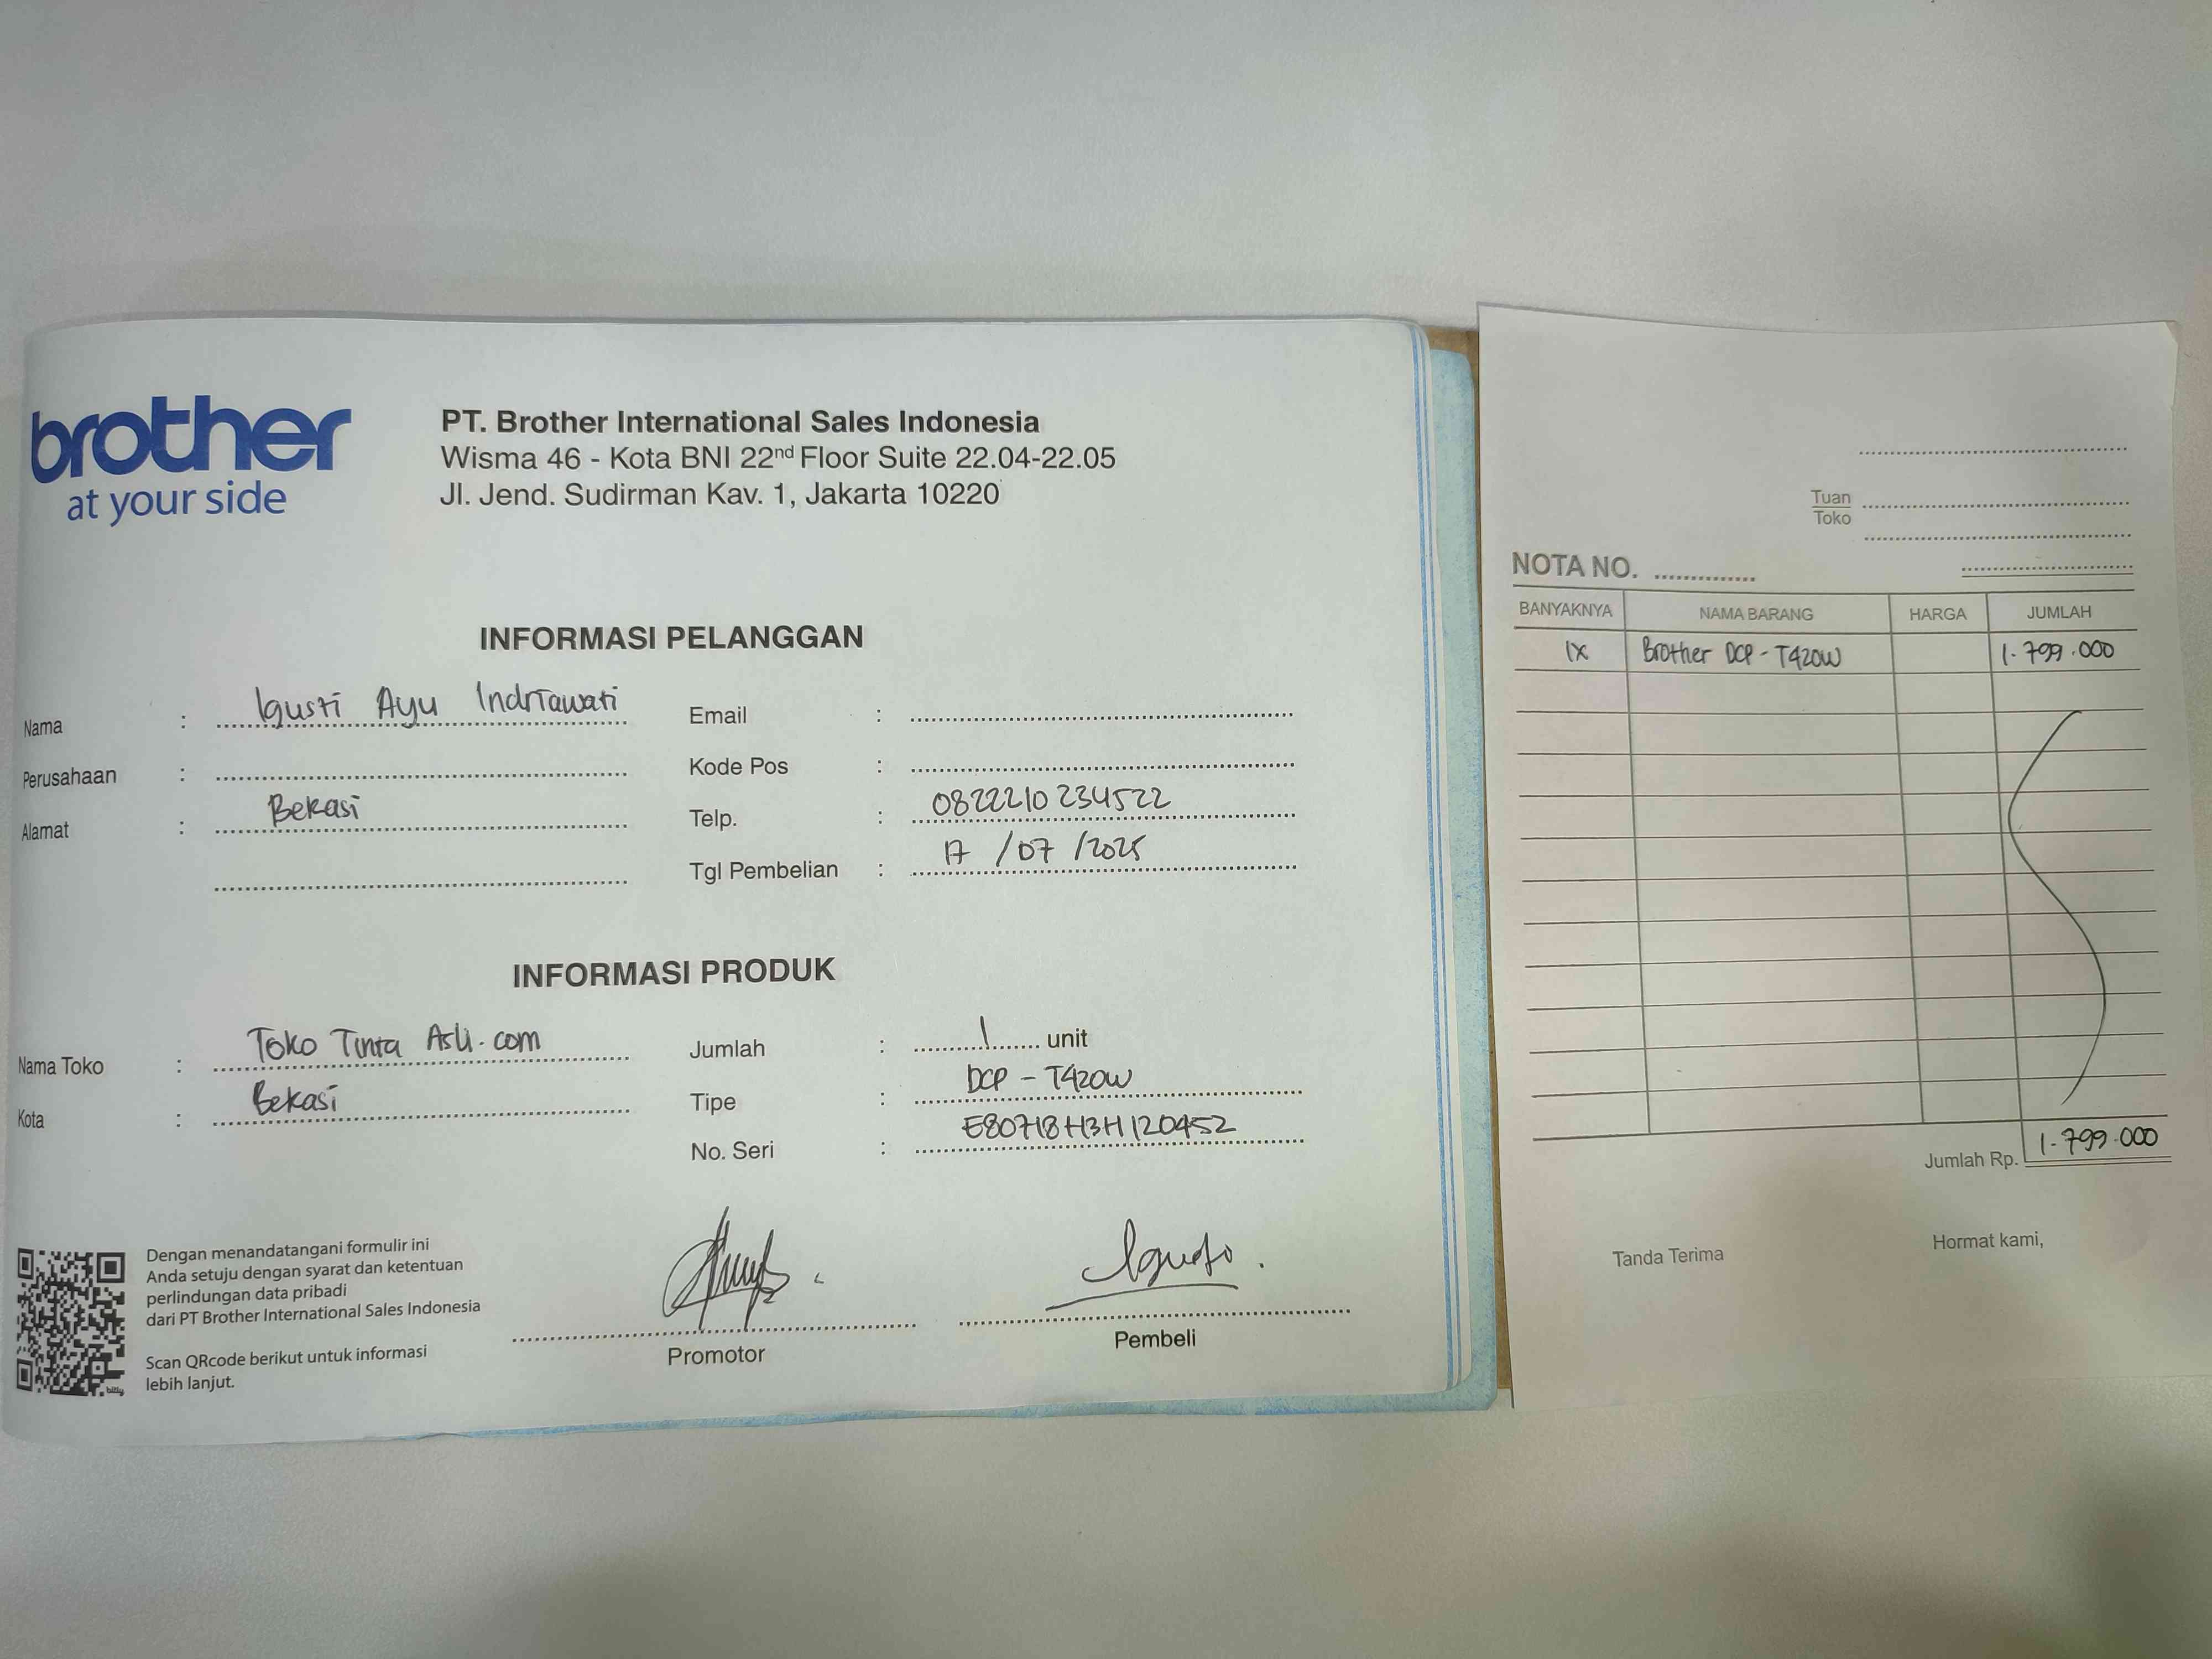 brother
at your side
PT. Brother International Sales Indonesia
Wisma 46 - Kota BNI 22nd Floor Suite 22.04-22.05
Jl. Jend. Sudirman Kav. 1, Jakarta 10220
INFORMASI PELANGGAN
Nama : Igusti Ayu Indriawati
Perusahaan :
Alamat : Bekasi
Email :
Kode Pos :
Telp. : 0822210234522
Tgl Pembelian : 17 / 07 / 2025
INFORMASI PRODUK
Nama Toko : Toko Tinta Asli.com
Kota : Bekasi
Jumlah : 1 unit
Tipe : DCP - T420W
No. Seri : E80718H3H120452
Dengan menandatangani formulir ini
Anda setuju dengan syarat dan ketentuan
perlindungan data pribadi
dari PT Brother International Sales Indonesia
Scan QRcode berikut untuk informasi
lebih lanjut.
bitly
Promotor
Pembeli
Tuan
Toko
NOTA NO.
BANYAKNYA NAMA BARANG HARGA JUMLAH
1x Brother DCP - T420W 1.799.000
Jumlah Rp. 1.799.000
Tanda Terima
Hormat kami,